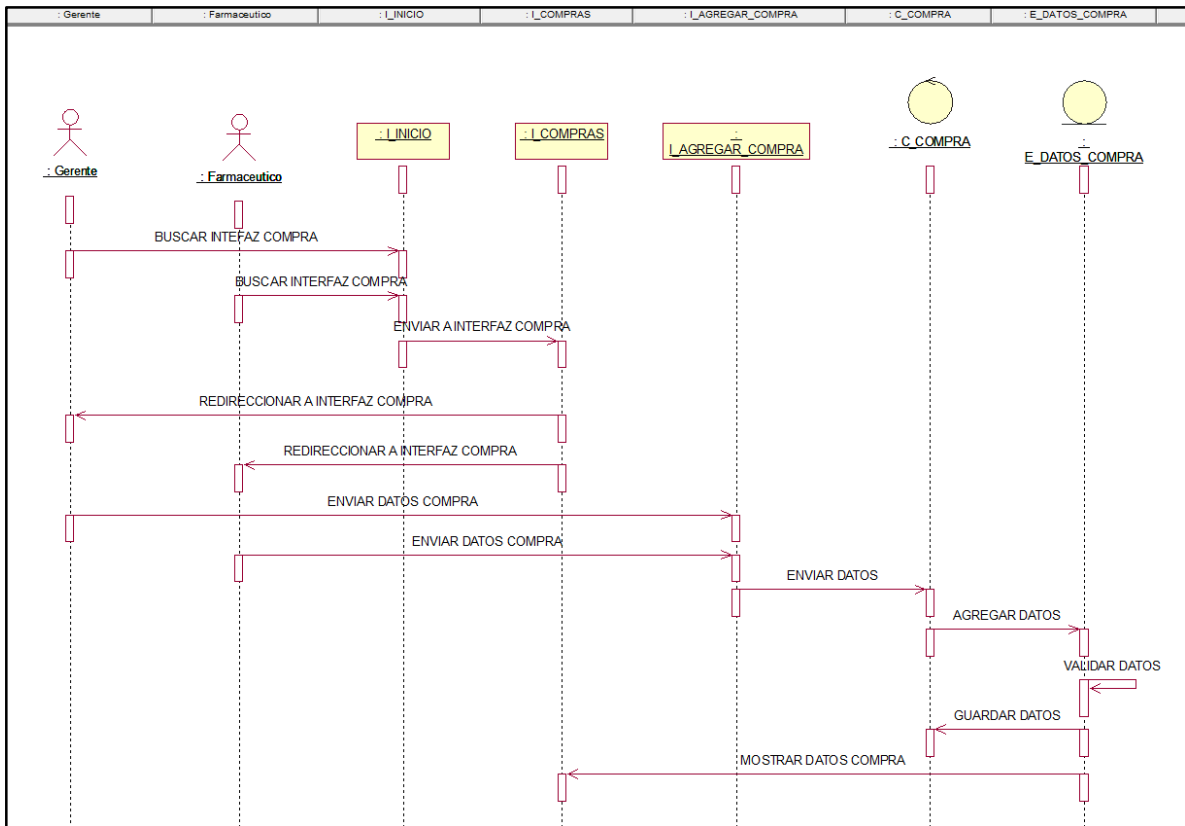 : Gerente
: Farmaceutico
: I_INICIO
: I_COMPRAS
: I_AGREGAR_COMPRA
: C_COMPRA
: E_DATOS_COMPRA
: Gerente
: Farmaceutico
: I_INICIO
: I_COMPRAS
:
I_AGREGAR_COMPRA
: C_COMPRA
:
E_DATOS_COMPRA
BUSCAR INTEFAZ COMPRA
BUSCAR INTERFAZ COMPRA
ENVIAR A INTERFAZ COMPRA
REDIRECCIONAR A INTERFAZ COMPRA
REDIRECCIONAR A INTERFAZ COMPRA
ENVIAR DATOS COMPRA
ENVIAR DATOS COMPRA
ENVIAR DATOS
AGREGAR DATOS
VALIDAR DATOS
GUARDAR DATOS
MOSTRAR DATOS COMPRA